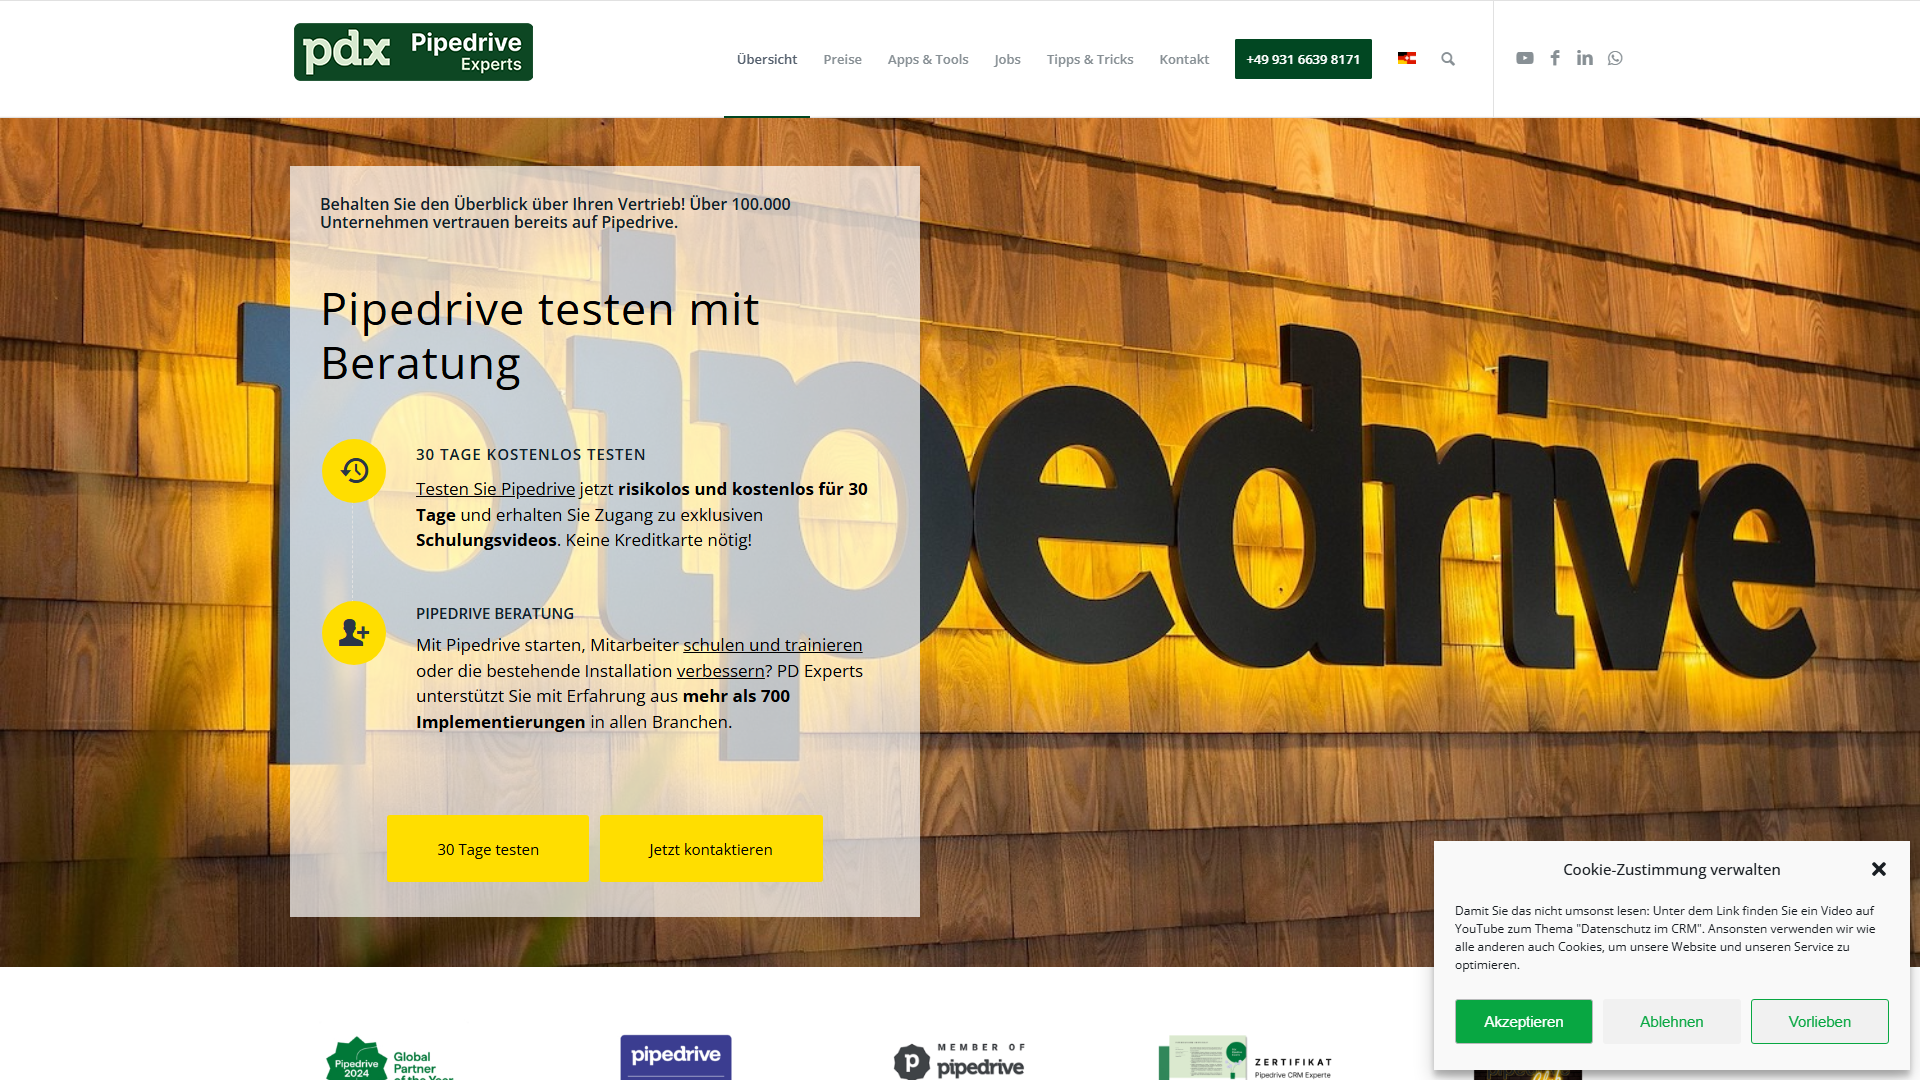 pdx Pipedrive
Experts
Übersicht
Preise
Apps & Tools
Jobs
Tipps & Tricks
Kontakt
+49 931 6639 8171
Behalten Sie den Überblick über Ihren Vertrieb! Über 100.000
Unternehmen vertrauen bereits auf Pipedrive.
Pipedrive testen mit
Beratung
30 TAGE KOSTENLOS TESTEN
Testen Sie Pipedrive jetzt risikolos und kostenlos für 30
Tage und erhalten Sie Zugang zu exklusiven
Schulungsvideos. Keine Kreditkarte nötig!
PIPEDRIVE BERATUNG
Mit Pipedrive starten, Mitarbeiter schulen und trainieren
oder die bestehende Installation verbessern? PD Experts
unterstützt Sie mit Erfahrung aus mehr als 700
Implementierungen in allen Branchen.
30 Tage testen
Jetzt kontaktieren
pipedrive
Cookie-Zustimmung verwalten
Damit Sie das nicht umsonst lesen: Unter dem Link finden Sie ein Video auf
YouTube zum Thema "Datenschutz im CRM". Ansonsten verwenden wir wie
alle anderen auch Cookies, um unsere Website und unseren Service zu
optimieren.
Akzeptieren
Ablehnen
Vorlieben
Pipedrive
2024
Global
Partner
of the Year
pipedrive
MEMBER OF
pipedrive
ZERTIFIKAT
Pipedrive CRM Experte